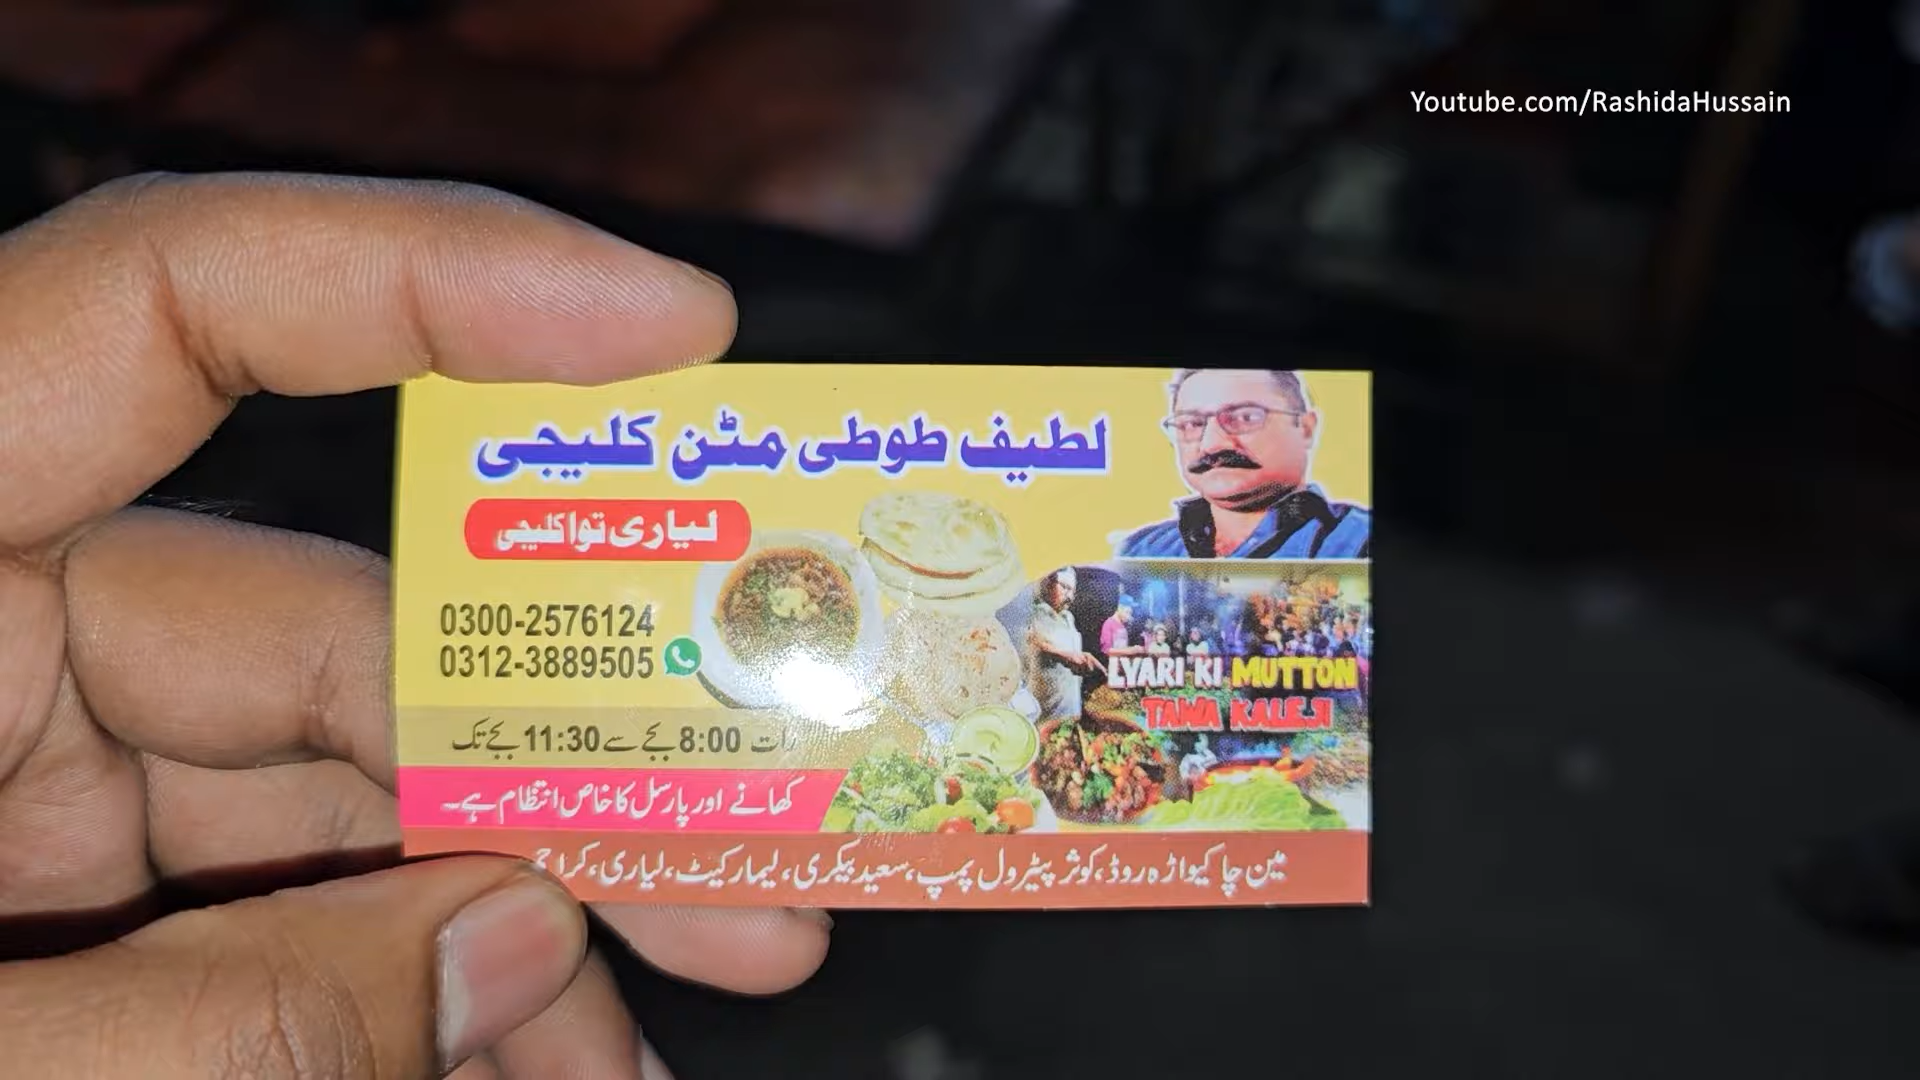 Youtube.com/RashidaHussain
لطیف طوطی مٹن کلیجی
لیاری توا کلیجی
0300-2576124
0312-3889505
رات 8:00 بجے سے 11:30 بجے تک
کھانے اور پارسل کا خاص انتظام ہے۔
LYARI KI MUTTON
TAWA KALEJI
مین چاکیواڑہ روڈ، کوثر پیٹرول پمپ، سعید بیکری، لیمارکیٹ، لیاری،